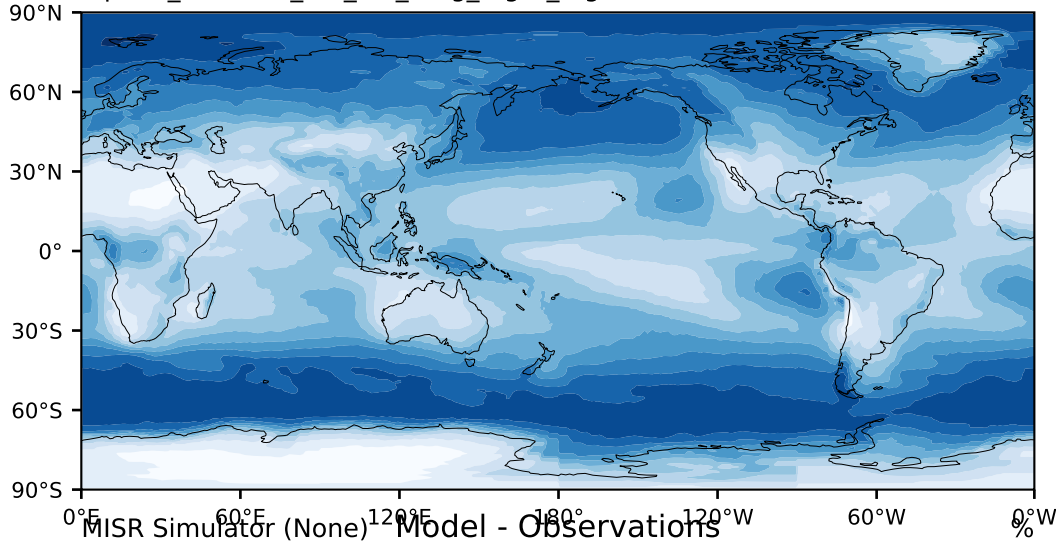 90°N
60°N
30°N
0°
30°S
60°S
90°S
0°E 60°E 120°E 180° 120°W 60°W 0°W
MISR Simulator (None) Model - Observations %